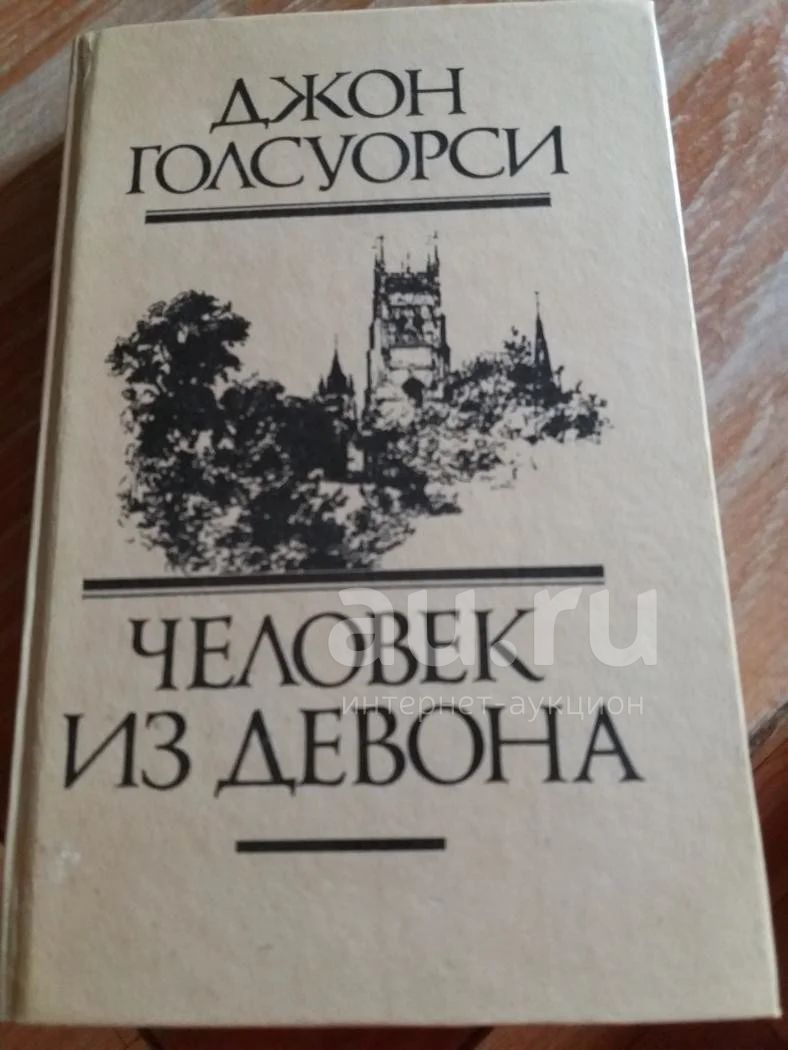 ДЖОН
ГОЛСУОРСИ
ЧЕЛОВЕК
au.ru
ИЗ ДЕВОНА
интернет-аукцион